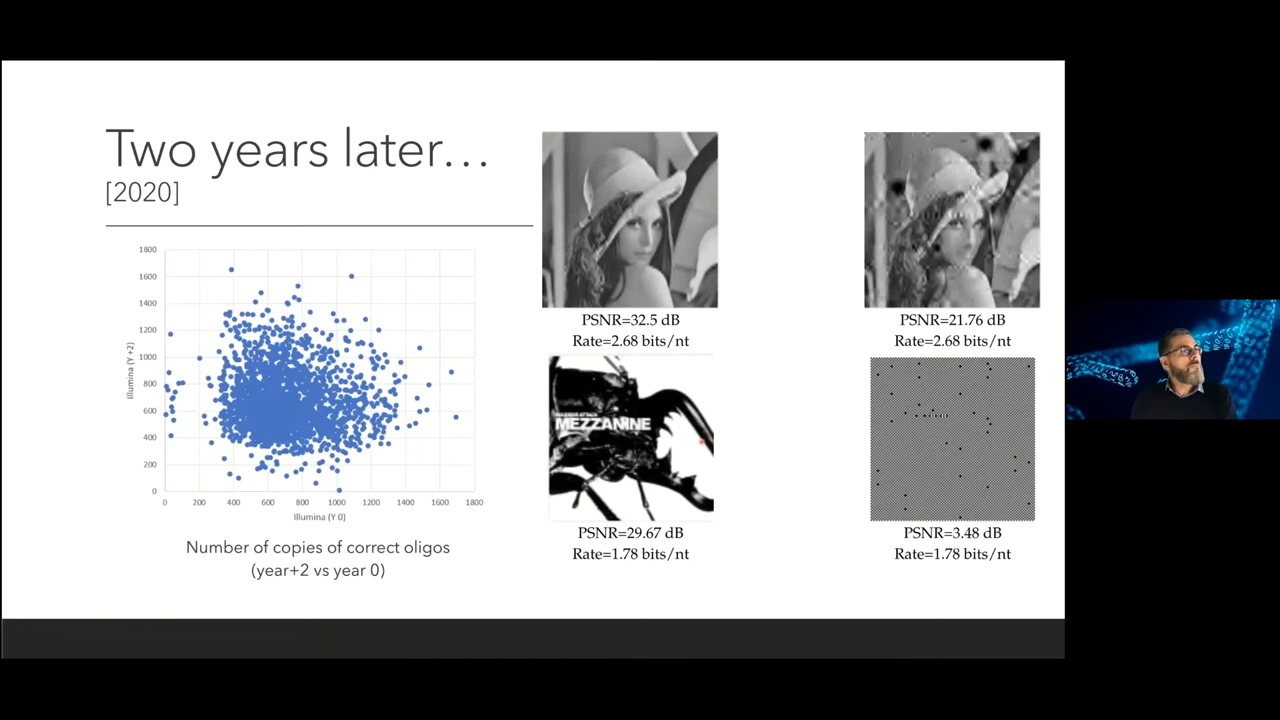 Two years later...
[2020]
1800
1600
1400
1200
1000
800
600
400
200
0
Illumina (Y +2)
0 200 400 600 800 1000 1200 1400 1600 1800
Illumina (Y 0)
Number of copies of correct oligos
(year+2 vs year 0)
PSNR=32.5 dB
Rate=2.68 bits/nt
PSNR=21.76 dB
Rate=2.68 bits/nt
MEZZANINE
PSNR=29.67 dB
Rate=1.78 bits/nt
PSNR=3.48 dB
Rate=1.78 bits/nt